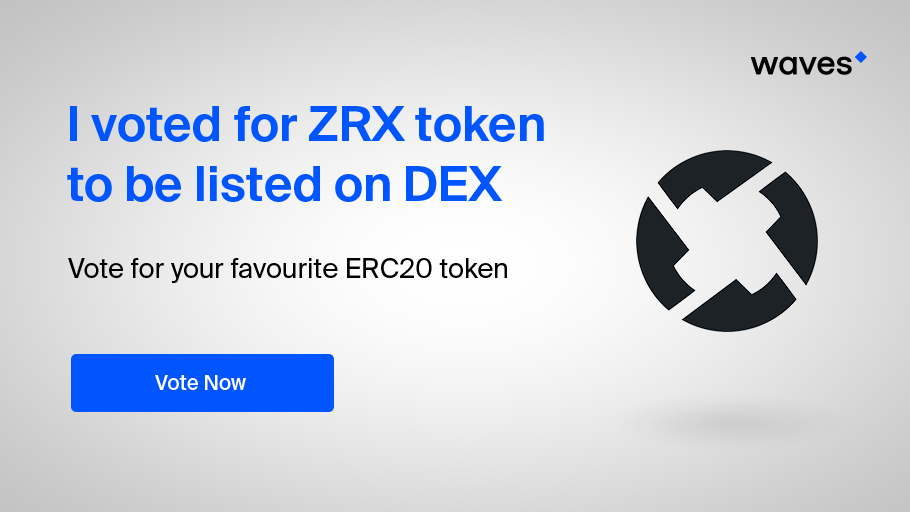 waves
I voted for ZRX token
to be listed on DEX
Vote for your favourite ERC20 token
Vote Now